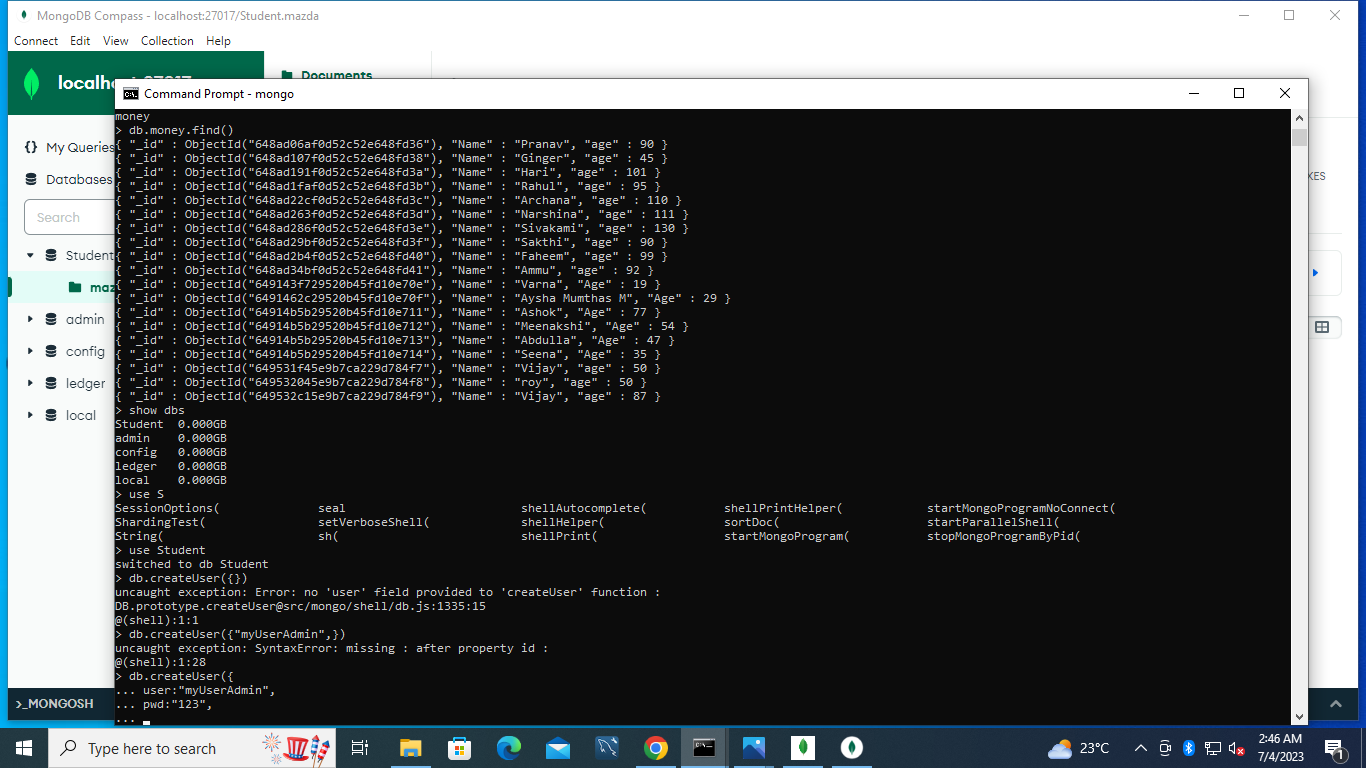 MongoDB Compass - localhost:27017/Student.mazda
Connect Edit View Collection Help
Documents
Command Prompt - mongo
My Queries
Databases
Search
Student
admin
config
ledger
local
>_MONGOSH
money
> db.money.find()
{ "_id" : ObjectId("648ad06af0d52c52e648fd36"), "Name" : "Pranav", "age" : 90 }
{ "_id" : ObjectId("648ad107f0d52c52e648fd38"), "Name" : "Ginger", "age" : 45 }
{ "_id" : ObjectId("648ad191f0d52c52e648fd3a"), "Name" : "Hari", "age" : 101 }
{ "_id" : ObjectId("648ad1faf0d52c52e648fd3b"), "Name" : "Rahul", "age" : 95 }
{ "_id" : ObjectId("648ad22cf0d52c52e648fd3c"), "Name" : "Archana", "age" : 110 }
{ "_id" : ObjectId("648ad263f0d52c52e648fd3d"), "Name" : "Narshina", "age" : 111 }
{ "_id" : ObjectId("648ad286f0d52c52e648fd3e"), "Name" : "Sivakami", "age" : 130 }
{ "_id" : ObjectId("648ad29bf0d52c52e648fd3f"), "Name" : "Sakthi", "age" : 90 }
{ "_id" : ObjectId("648ad2b4f0d52c52e648fd40"), "Name" : "Faheem", "age" : 99 }
{ "_id" : ObjectId("648ad34bf0d52c52e648fd41"), "Name" : "Ammu", "age" : 92 }
{ "_id" : ObjectId("649143f729520b45fd10e70e"), "Name" : "Varna", "Age" : 19 }
{ "_id" : ObjectId("6491462c29520b45fd10e70f"), "Name" : "Aysha Mumthas M", "Age" : 29 }
{ "_id" : ObjectId("64914b5b29520b45fd10e711"), "Name" : "Ashok", "Age" : 77 }
{ "_id" : ObjectId("64914b5b29520b45fd10e712"), "Name" : "Meenakshi", "Age" : 54 }
{ "_id" : ObjectId("64914b5b29520b45fd10e713"), "Name" : "Abdulla", "Age" : 47 }
{ "_id" : ObjectId("64914b5b29520b45fd10e714"), "Name" : "Seena", "Age" : 35 }
{ "_id" : ObjectId("649531f45e9b7ca229d784f7"), "Name" : "Vijay", "age" : 50 }
{ "_id" : ObjectId("649532045e9b7ca229d784f8"), "Name" : "roy", "age" : 50 }
{ "_id" : ObjectId("649532c15e9b7ca229d784f9"), "Name" : "Vijay", "age" : 87 }
> show dbs
Student 0.000GB
admin 0.000GB
config 0.000GB
ledger 0.000GB
local 0.000GB
> use S
SessionOptions( seal shellAutocomplete( shellPrintHelper( startMongoProgramNoConnect(
ShardingTest( setVerboseShell( shellHelper( sortDoc( startParallelShell(
String( sh( shellPrint( startMongoProgram( stopMongoProgramByPid(
> use Student
switched to db Student
> db.createUser({})
uncaught exception: Error: no 'user' field provided to 'createUser' function :
DB.prototype.createUser@src/mongo/shell/db.js:1335:15
@(shell):1:1
> db.createUser({"myUserAdmin",})
uncaught exception: SyntaxError: missing : after property id :
@(shell):1:28
> db.createUser({
... user:"myUserAdmin",
... pwd:"123",
...
Type here to search
23°C
2:46 AM
7/4/2023
1